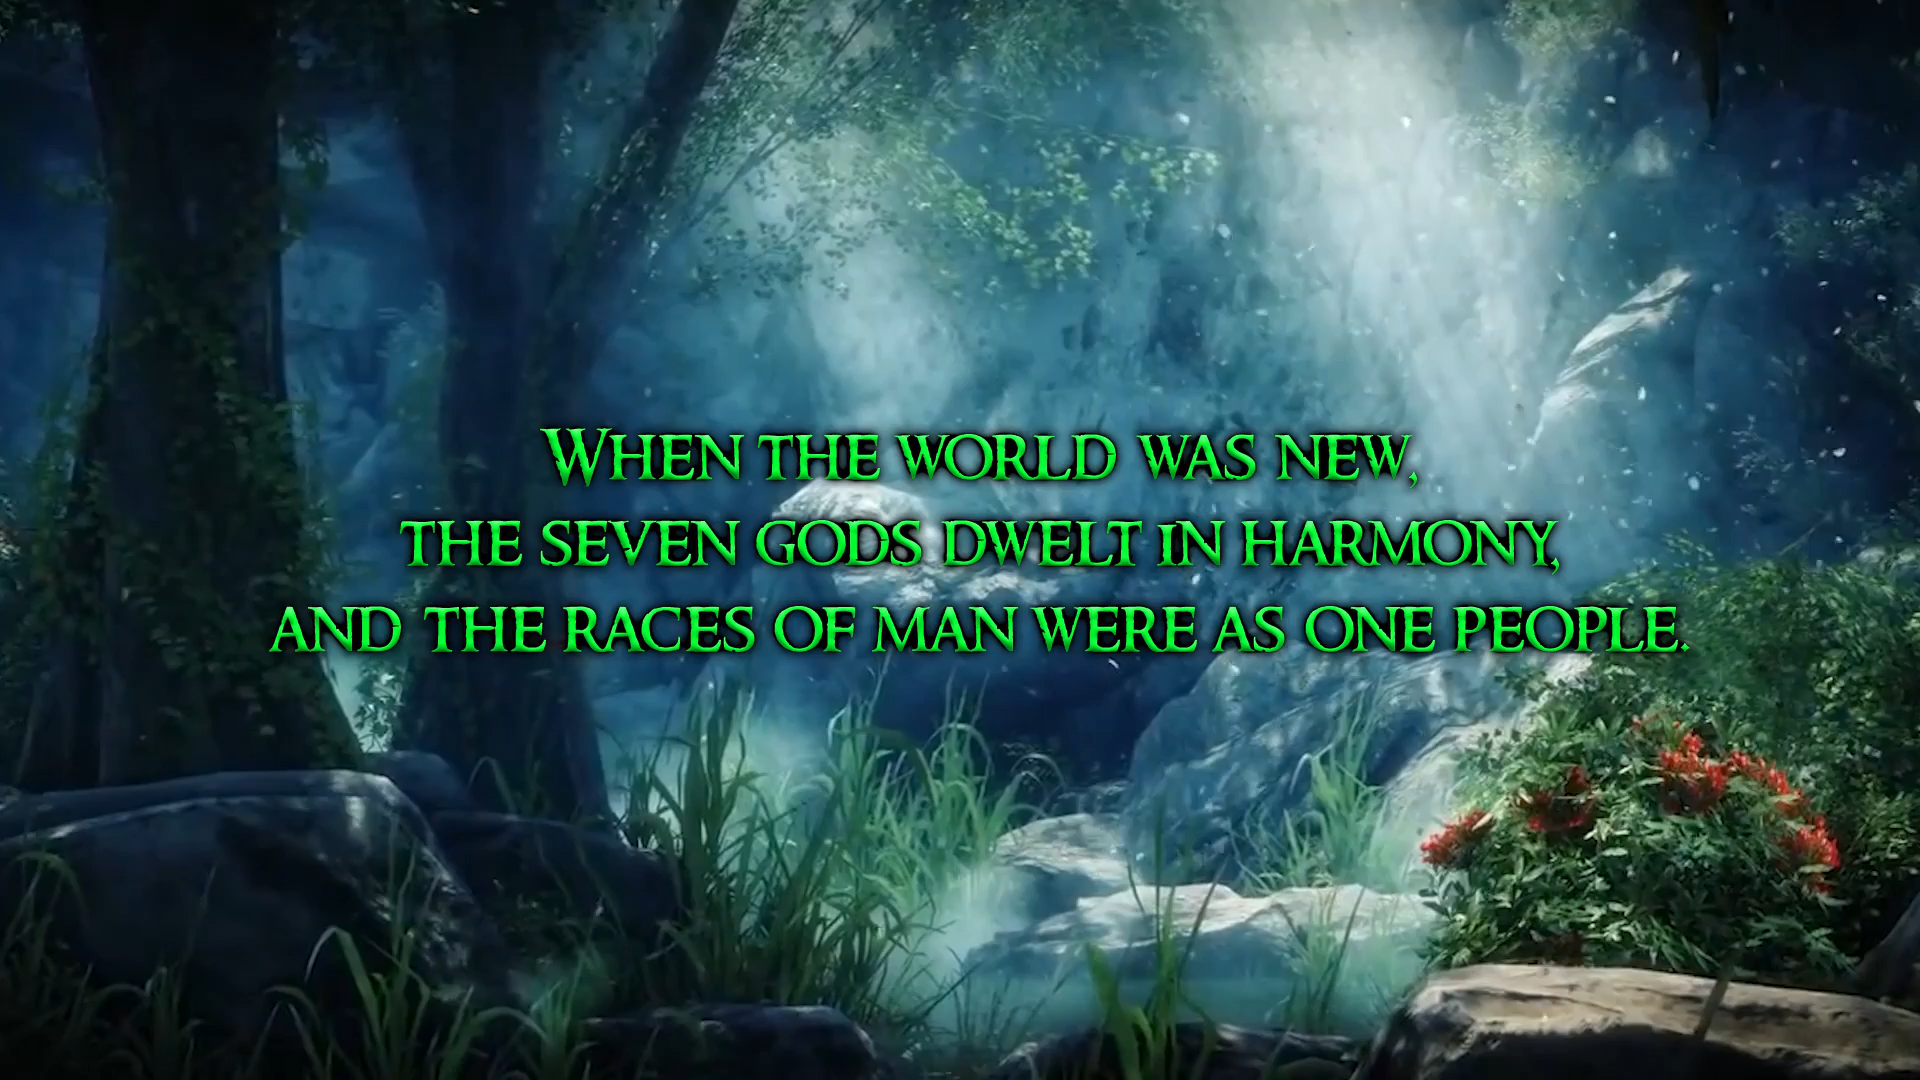 When the world was new,
the seven gods dwelt in harmony,
and the races of man were as one people.